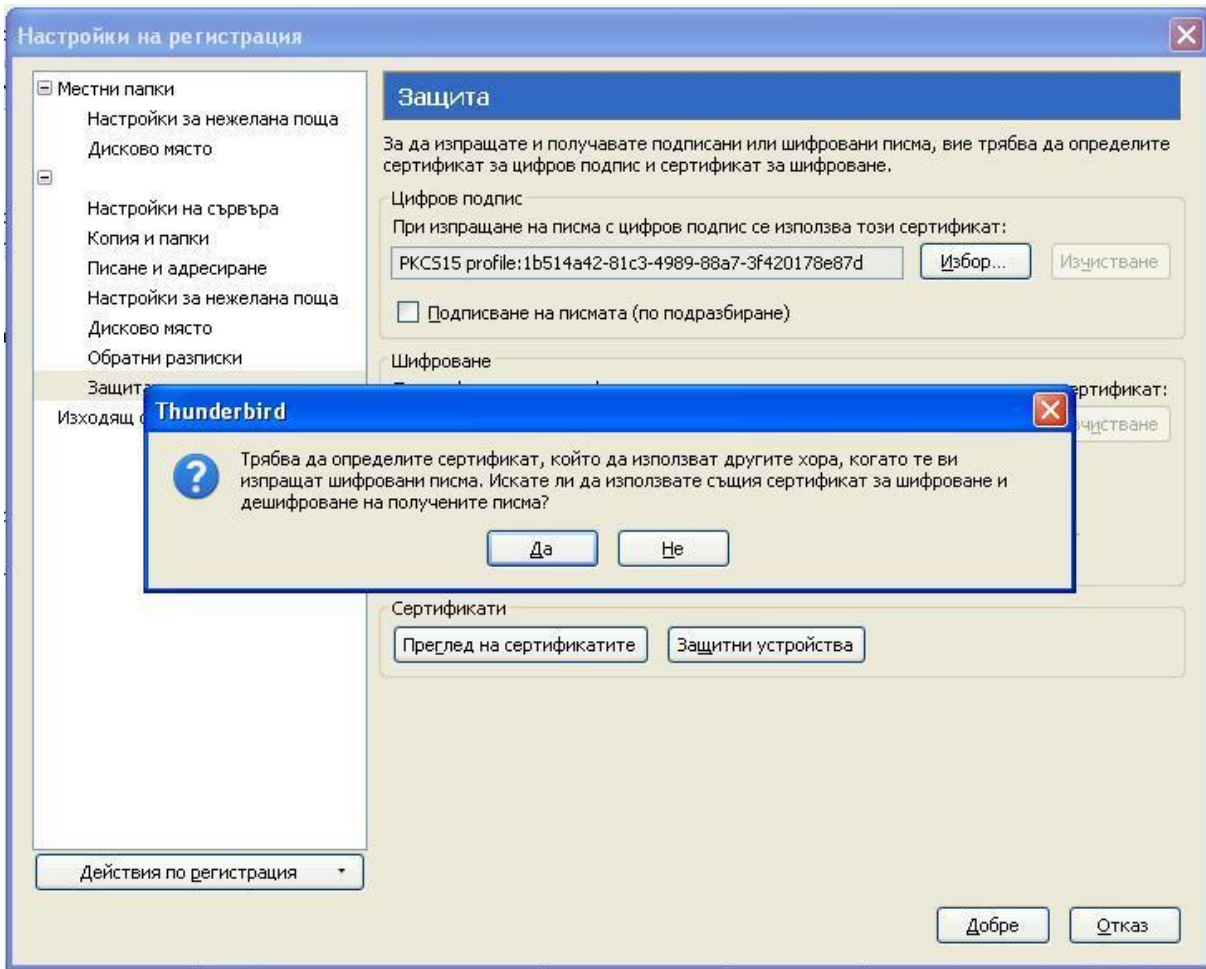 Настройки на регистрация
Местни папки
Настройки за нежелана поща
Дисково място
Настройки на сървъра
Копия и папки
Писане и адресиране
Настройки за нежелана поща
Дисково място
Обратни разписки
Защита
Изходящ
Действия по регистрация
Защита
За да изпращате и получавате подписани или шифровани писма, вие трябва да определите
сертификат за цифров подпис и сертификат за шифроване.
Цифров подпис
При изпращане на писма с цифров подпис се използва този сертификат:
PKCS15 profile:1b514a42-81c3-4989-88a7-3f420178e87d
Избор...
Изчистване
Подписване на писмата (по подразбиране)
Шифроване
Thunderbird
Трябва да определите сертификат, който да използват другите хора, когато те ви
изпращат шифровани писма. Искате ли да използвате същия сертификат за шифроване и
дешифроване на получените писма?
Да
Не
Сертификати
Преглед на сертификатите
Защитни устройства
Добре
Отказ